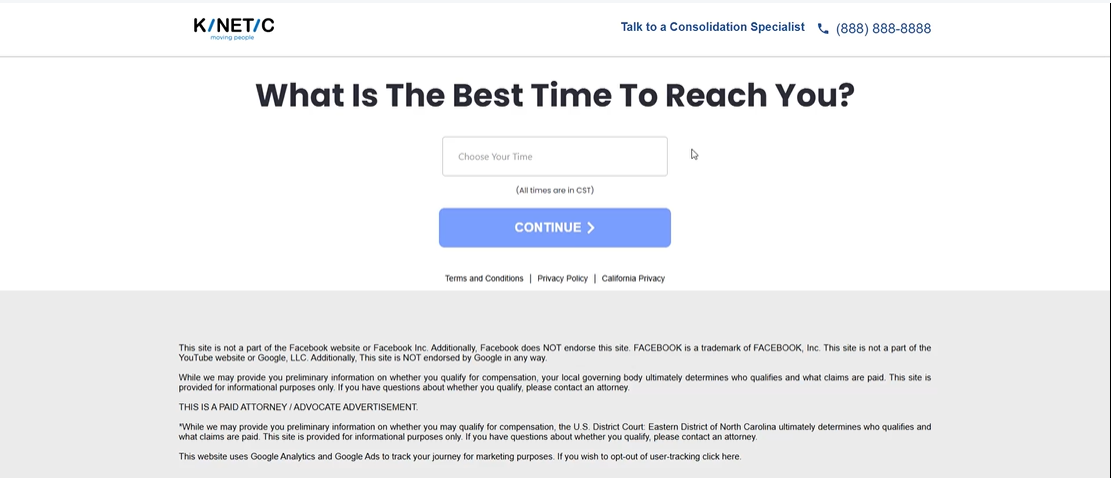 K/NET/C
moving people
Talk to a Consolidation Specialist (888) 888-8888
What Is The Best Time To Reach You?
Choose Your Time
(All times are in CST)
CONTINUE
Terms and Conditions | Privacy Policy | California Privacy
This site is not a part of the Facebook website or Facebook Inc. Additionally, Facebook does NOT endorse this site. FACEBOOK is a trademark of FACEBOOK, Inc. This site is not a part of the
YouTube website or Google, LLC. Additionally, This site is NOT endorsed by Google in any way.
While we may provide you preliminary information on whether you qualify for compensation, your local governing body ultimately determines who qualifies and what claims are paid. This site is
provided for informational purposes only. If you have questions about whether you qualify, please contact an attorney.
THIS IS A PAID ATTORNEY / ADVOCATE ADVERTISEMENT.
*While we may provide you preliminary information on whether you may qualify for compensation, the U.S. District Court: Eastern District of North Carolina ultimately determines who qualifies and
what claims are paid. This site is provided for informational purposes only. If you have questions about whether you qualify, please contact an attorney.
This website uses Google Analytics and Google Ads to track your journey for marketing purposes. If you wish to opt-out of user-tracking click here.